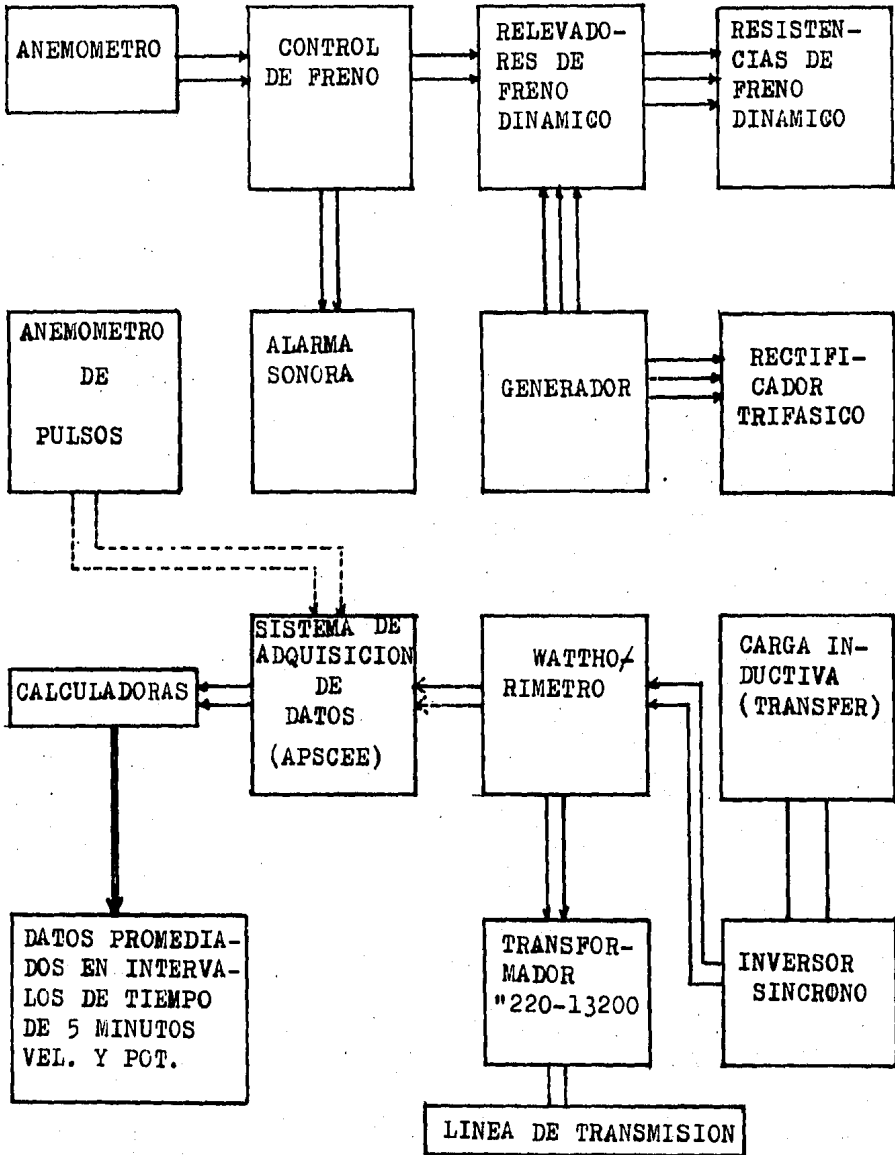 ANEMOMETRO
CONTROL
DE FRENO
RELEVADO-
RES DE
FRENO
DINAMICO
RESISTEN-
CIAS DE
FRENO
DINAMICO
ANEMOMETRO
DE
PULSOS
ALARMA
SONORA
GENERADOR
RECTIFI-
CADOR
TRIFASICO
CALCULADORAS
SISTEMA DE
ADQUISICION
DE
DATOS
(APSCEE)
WATTHO-
RIMETRO
CARGA IN-
DUCTIVA
(TRANSFER)
DATOS PROMEDIA-
DOS EN INTERVA-
LOS DE TIEMPO
DE 5 MINUTOS
VEL. Y POT.
TRANSFOR-
MADOR
"220-13200
INVERSOR
SINCRONO
LINEA DE TRANSMISION